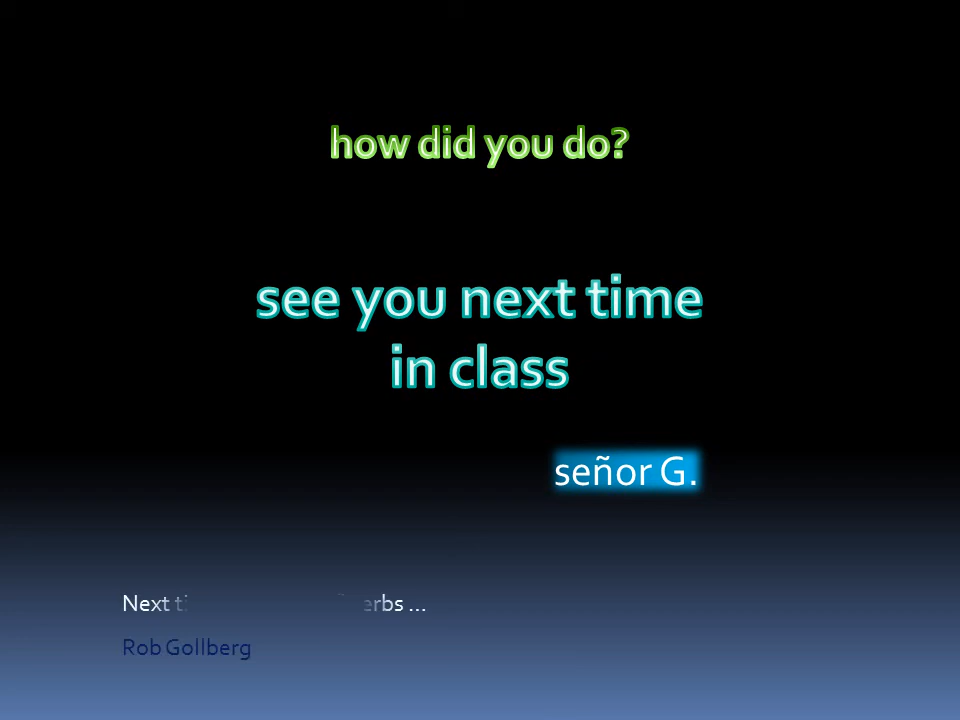 how did you do?
see you next time
in class
señor G.
Next
Rob Gollberg